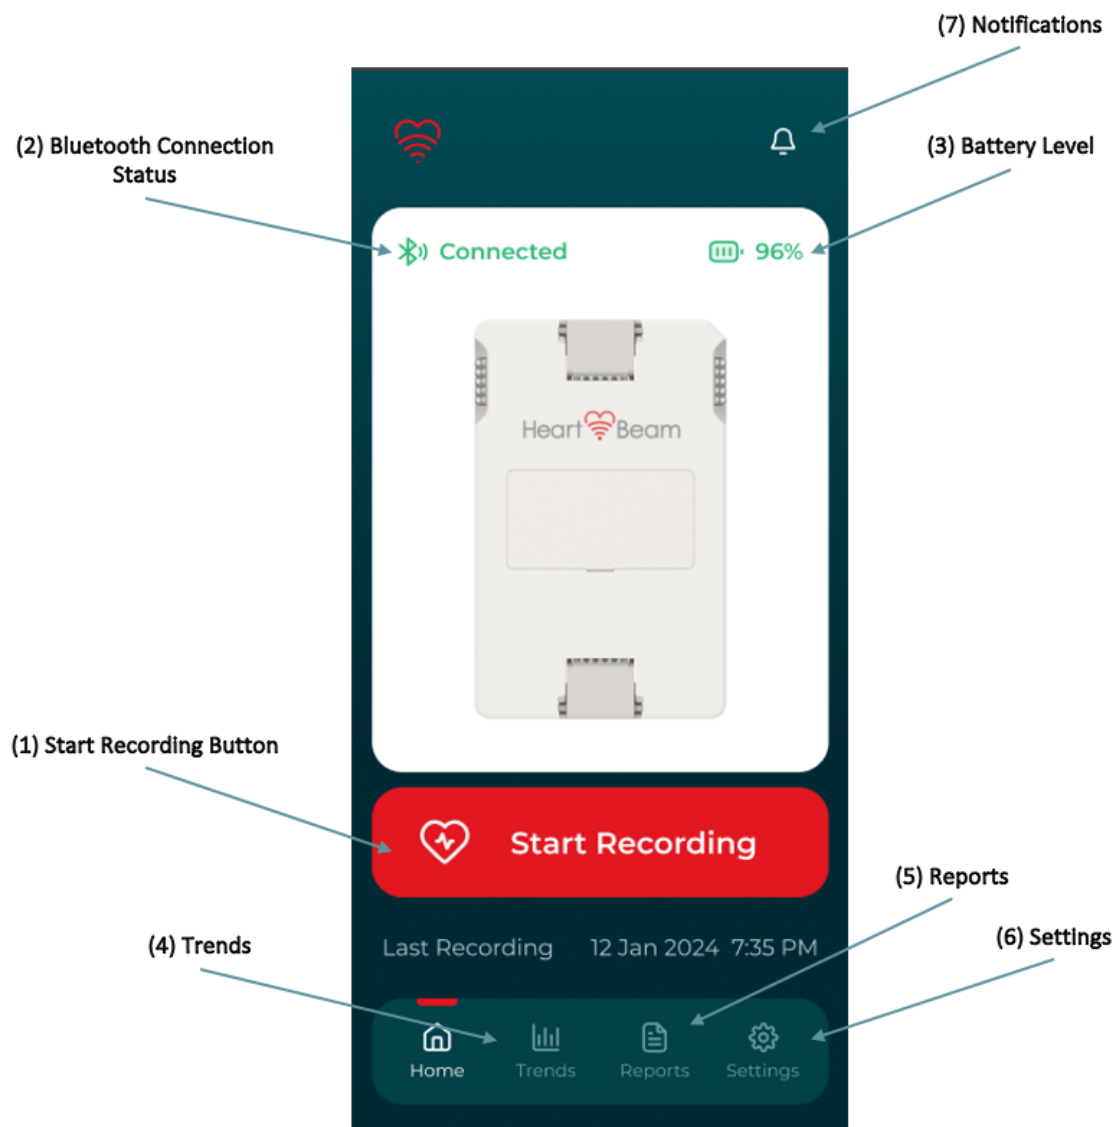 (7) Notifications
(2) Bluetooth Connection
Status
(3) Battery Level
Connected
96%
Heart Beam
(1) Start Recording Button
Start Recording
(5) Reports
(4) Trends
(6) Settings
Last Recording 12 Jan 2024 7:35 PM
Home Trends Reports Settings